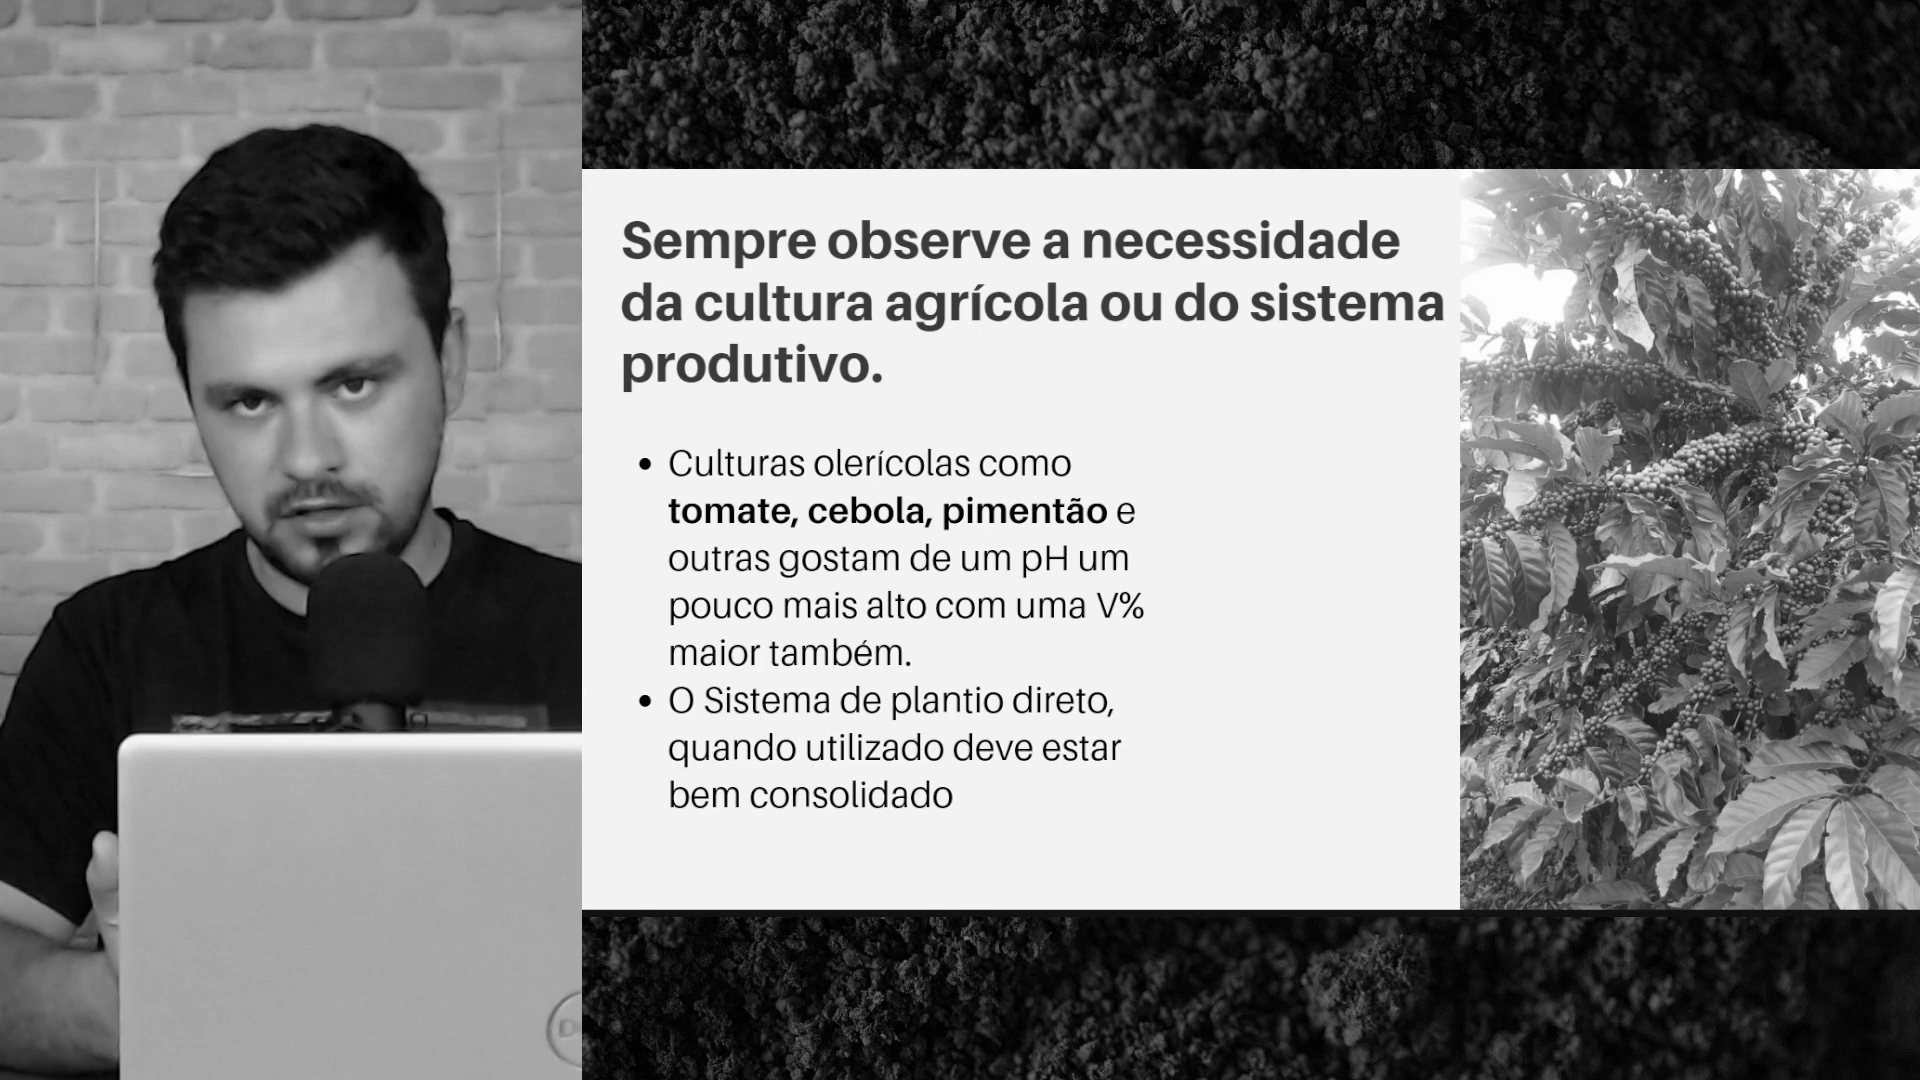 Sempre observe a necessidade
da cultura agrícola ou do sistema
produtivo.
• Culturas olerícolas como
tomate, cebola, pimentão e
outras gostam de um pH um
pouco mais alto com uma V%
maior também.
• O Sistema de plantio direto,
quando utilizado deve estar
bem consolidado